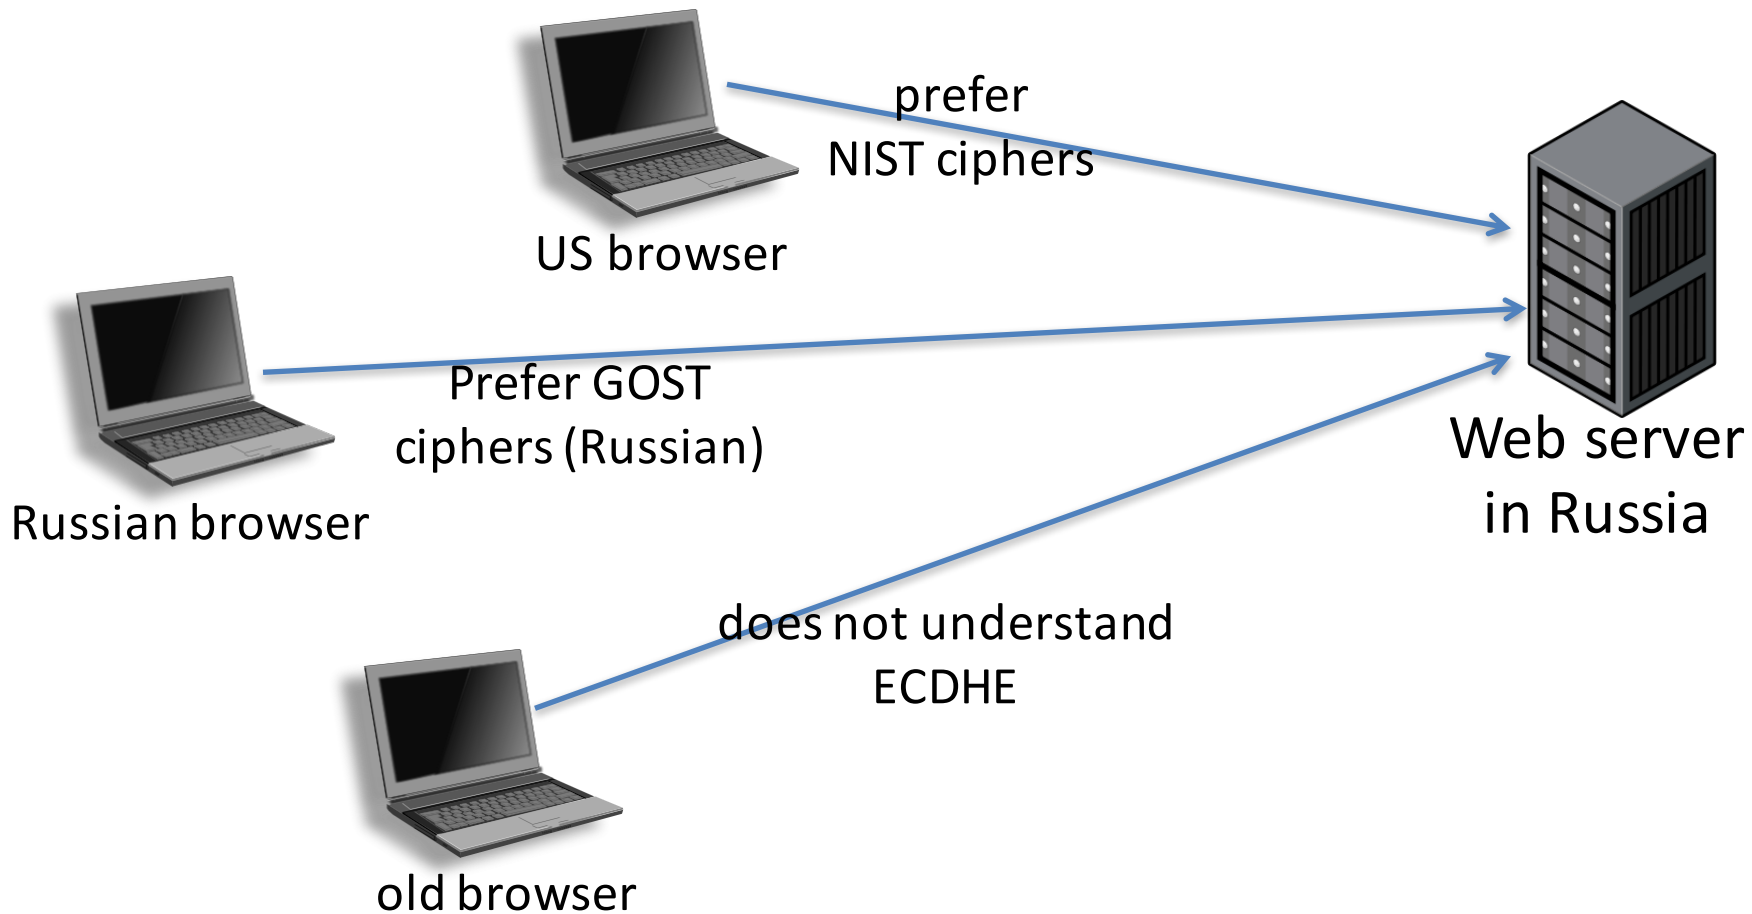 prefer
NIST ciphers
US browser
Prefer GOST
ciphers (Russian)
Russian browser
Web server
in Russia
does not understand
ECDHE
old browser